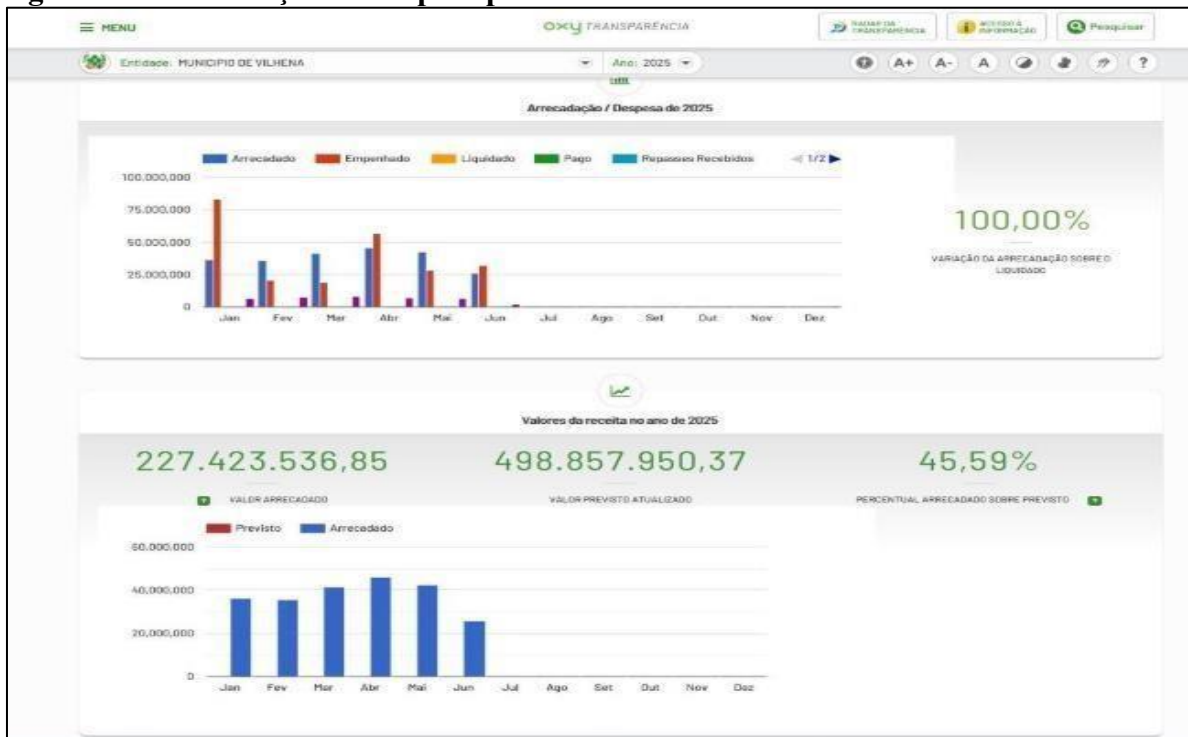 MENU
OXY TRANSPARÊNCIA
RADAR DA TRANSPARÊNCIA
ACESSO À INFORMAÇÃO
Pesquisar
Entidade: MUNICIPIO DE VILHENA
Ano: 2025
A+ A- A ?
Arrecadação / Despesa de 2025
Arrecadado Empenhado Liquidado Pago Repasses Recebidos 1/2
100.000,000
75.000.000
50.000,000
25.000,000
0
Jan Fev Mar Abr Mai Jun Jul Ago Set Out Nov Dez
100,00%
VARIAÇÃO DA ARRECADAÇÃO SOBRE O
LIQUIDADO
Valores da receita no ano de 2025
227.423.536,85
498.857.950,37
45,59%
VALOR ARRECADADO
VALOR PREVISTO ATUALIZADO
PERCENTUAL ARRECADADO SOBRE PREVISTO
Previsto Arrecadado
60.000,000
40.000,000
20.000,000
0
Jan Fev Mar Abr Mai Jun Jul Ago Set Out Nov Dez